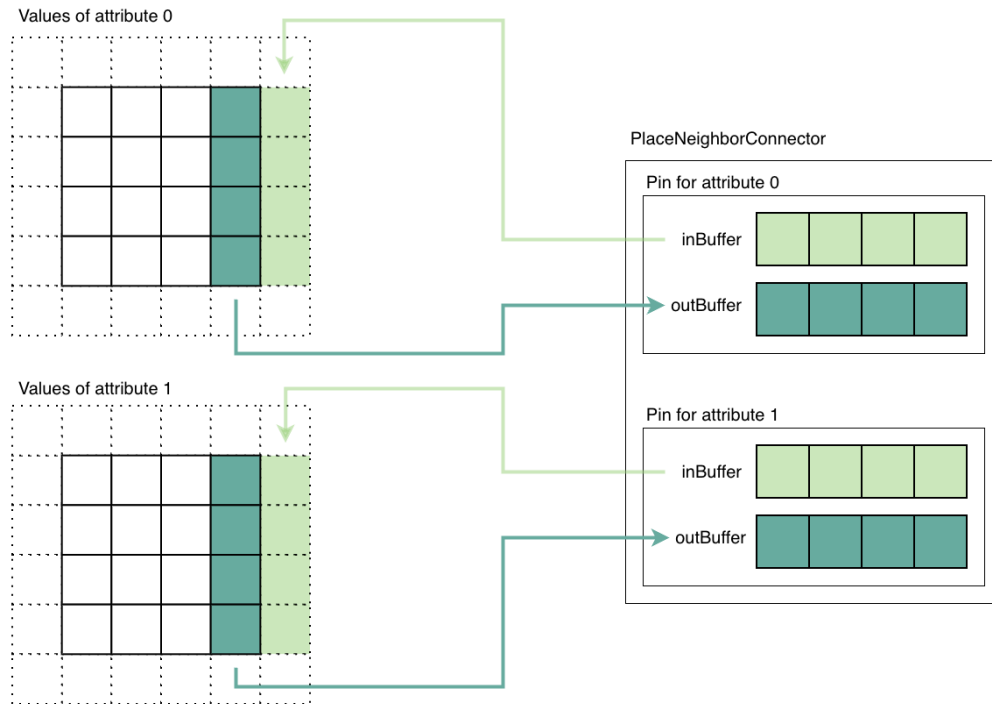 Values of attribute 0
PlaceNeighborConnector
Pin for attribute 0
inBuffer
outBuffer
Values of attribute 1
Pin for attribute 1
inBuffer
outBuffer